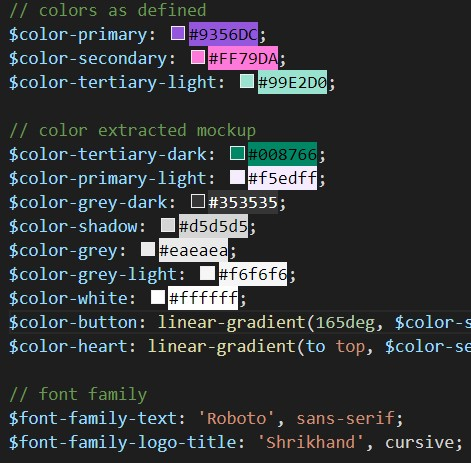 // colors as defined
$color-primary: #9356DC;
$color-secondary: #FF79DA;
$color-tertiary-light: #99E2D0;
// color extracted mockup
$color-tertiary-dark: #008766;
$color-primary-light: #f5edff;
$color-grey-dark: #353535;
$color-shadow: #d5d5d5;
$color-grey: #eaeaea;
$color-grey-light: #f6f6f6;
$color-white: #ffffff;
$color-button: linear-gradient(165deg, $color-s
$color-heart: linear-gradient(to top, $color-se
// font family
$font-family-text: 'Roboto', sans-serif;
$font-family-logo-title: 'Shrikhand', cursive;